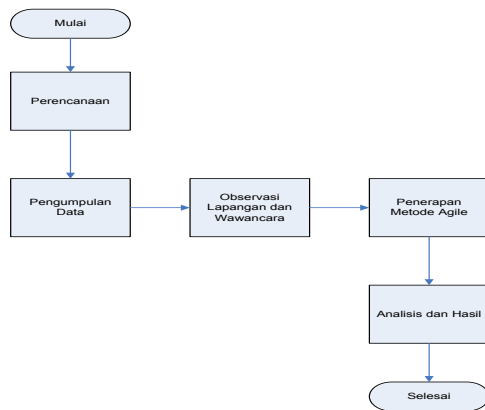 Mulai
Perencanaan
Pengumpulan
Data
Observasi
Lapangan dan
Wawancara
Penerapan
Metode Agile
Analisis dan Hasil
Selesai